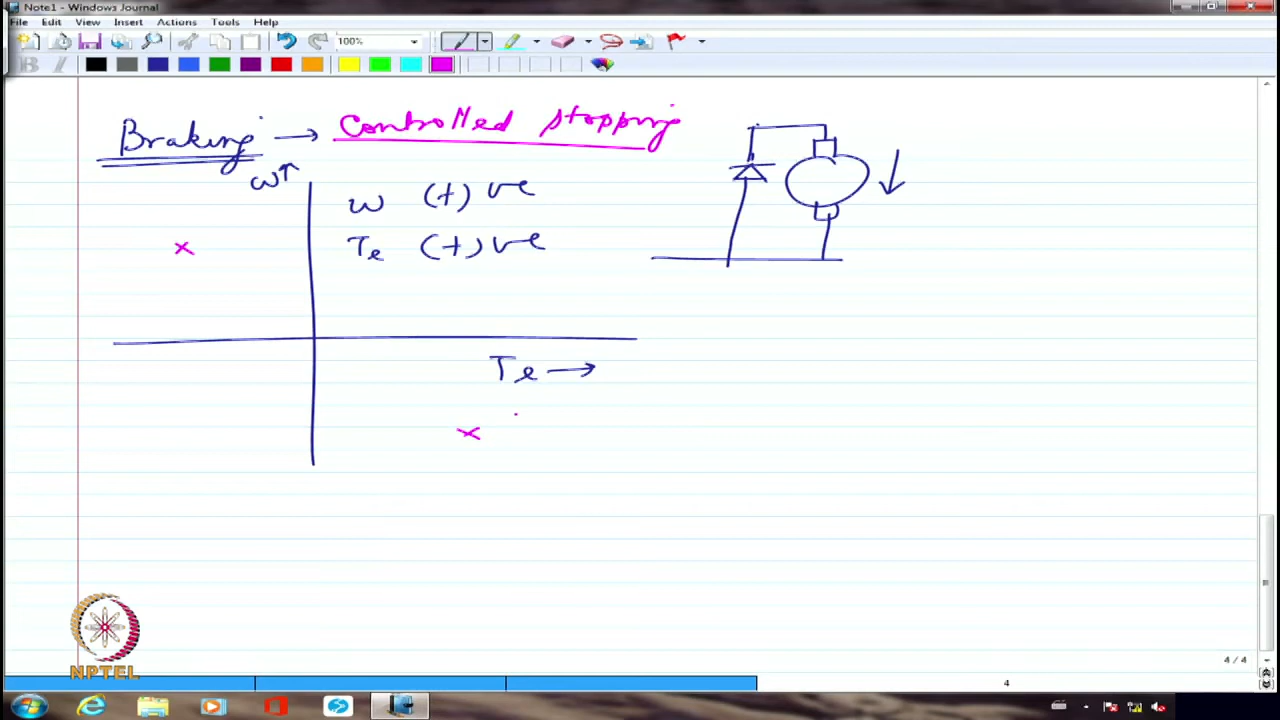 Note1 - Windows Journal
File Edit View Insert Actions Tools Help
100%
B I
Braking → Controlled Stopping
ω↑
ω (+) ve
Te (+) ve
×
Te →
×
NPTEL
4 / 4
4